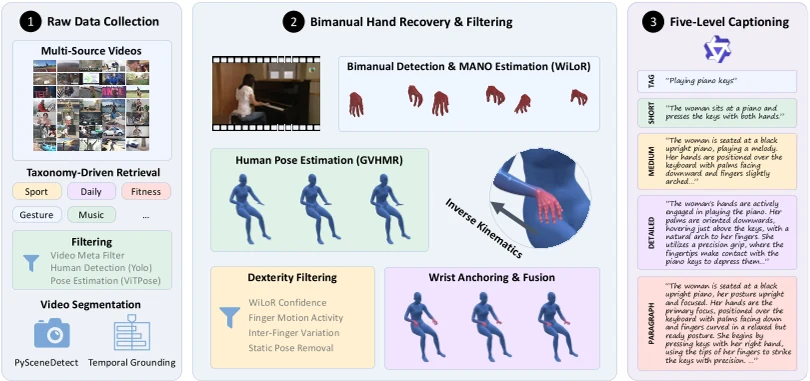 1 Raw Data Collection
Multi-Source Videos
Taxonomy-Driven Retrieval
Sport
Daily
Fitness
Gesture
Music
...
Filtering
Video Meta Filter
Human Detection (Yolo)
Pose Estimation (ViTPose)
Video Segmentation
PySceneDetect
Temporal Grounding
2 Bimanual Hand Recovery & Filtering
Bimanual Detection & MANO Estimation (WiLoR)
Human Pose Estimation (GVHMR)
Inverse Kinematics
Dexterity Filtering
WiLoR Confidence
Finger Motion Activity
Inter-Finger Variation
Static Pose Removal
Wrist Anchoring & Fusion
3 Five-Level Captioning
TAG
"Playing piano keys"
SHORT
"The woman sits at a piano and
presses the keys with both hands."
MEDIUM
"The woman is seated at a black
upright piano, playing a melody.
Her hands are positioned over the
keyboard with palms facing
downward and fingers slightly
arched..."
DETAILED
"The woman's hands are actively
engaged in playing the piano. Her
palms are oriented downwards,
hovering just above the keys, with a
natural arch to her fingers. She
utilizes a precision grip, where the
fingertips make contact with the
piano keys to depress them..."
PARAGRAPH
"The woman is seated at a black
upright piano, her posture upright
and focused. Her hands are the
primary focus, positioned over the
keyboard with palms facing down
and fingers curved in a relaxed but
ready posture. She begins by
pressing keys with her right hand,
using the tips of her fingers to strike
the keys with precision. ..."